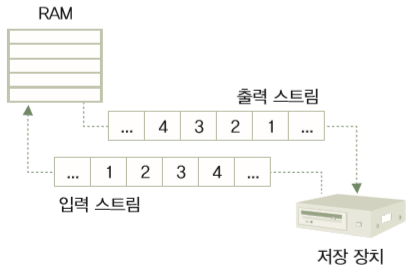 RAM
출력 스트림
... 4 3 2 1 ...
... 1 2 3 4 ...
입력 스트림
저장 장치